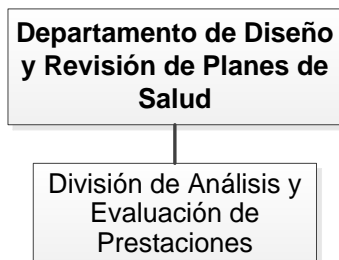 Departamento de Diseño
y Revisión de Planes de
Salud
División de Análisis y
Evaluación de
Prestaciones